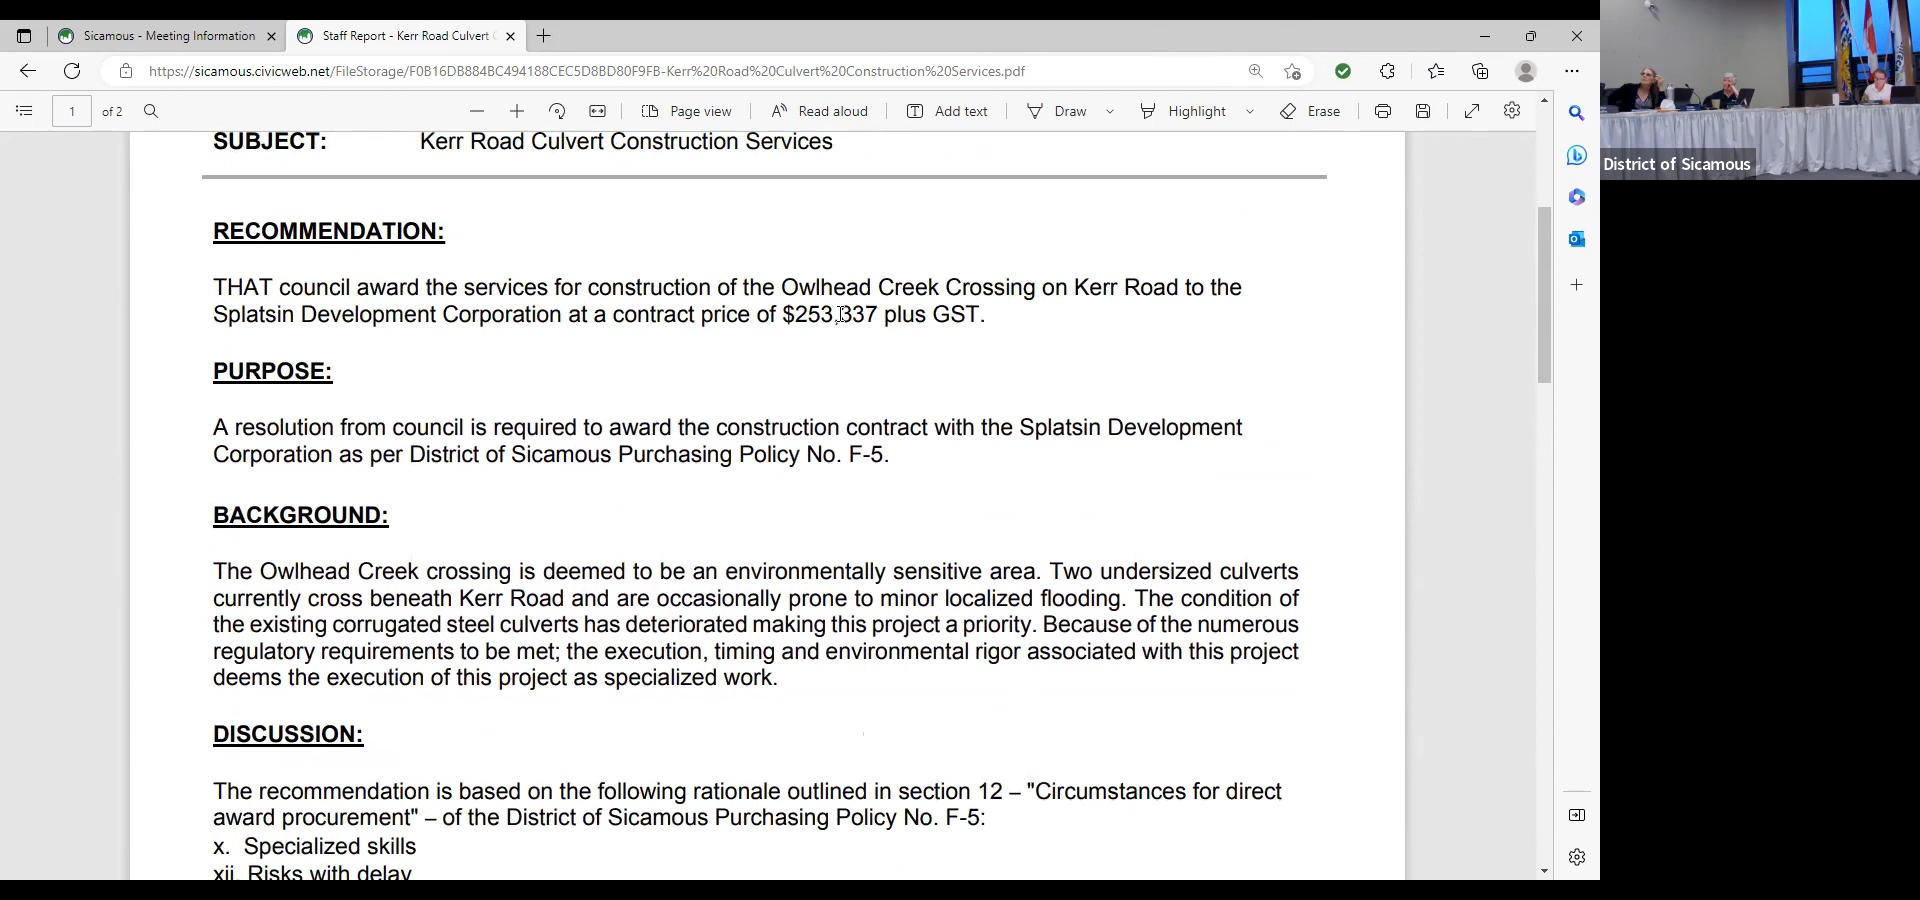 Sicamous - Meeting Information
Staff Report - Kerr Road Culvert C
https://sicamous.civicweb.net/FileStorage/F0B16DB884BC494188CEC5D8BD80F9FB-Kerr%20Road%20Culvert%20Construction%20Services.pdf
1 of 2 Page view Read aloud Add text Draw Highlight Erase
District of Sicamous
SUBJECT: Kerr Road Culvert Construction Services
RECOMMENDATION:
THAT council award the services for construction of the Owlhead Creek Crossing on Kerr Road to the
Splatsin Development Corporation at a contract price of $253,337 plus GST.
PURPOSE:
A resolution from council is required to award the construction contract with the Splatsin Development
Corporation as per District of Sicamous Purchasing Policy No. F-5.
BACKGROUND:
The Owlhead Creek crossing is deemed to be an environmentally sensitive area. Two undersized culverts
currently cross beneath Kerr Road and are occasionally prone to minor localized flooding. The condition of
the existing corrugated steel culverts has deteriorated making this project a priority. Because of the numerous
regulatory requirements to be met; the execution, timing and environmental rigor associated with this project
deems the execution of this project as specialized work.
DISCUSSION:
The recommendation is based on the following rationale outlined in section 12 – "Circumstances for direct
award procurement" – of the District of Sicamous Purchasing Policy No. F-5:
x. Specialized skills
xii. Risks with delay